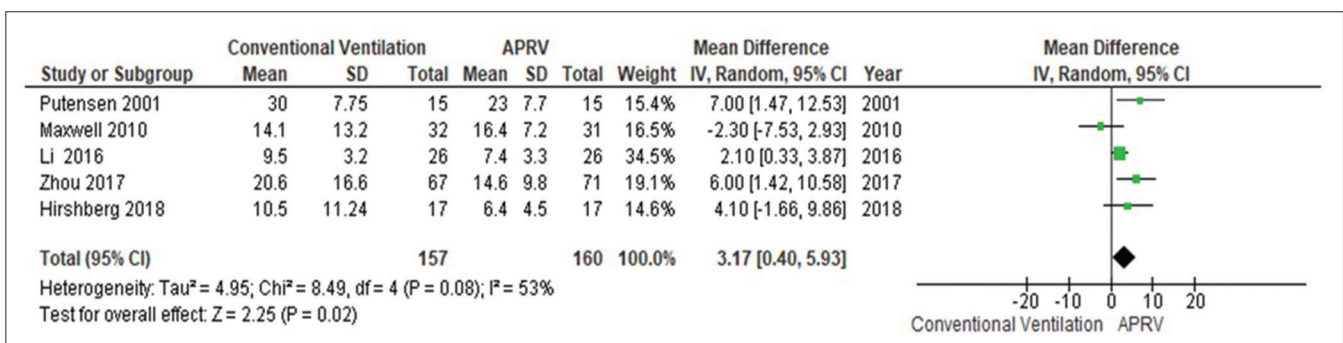 Conventional Ventilation APRV Mean Difference Mean Difference
Study or Subgroup Mean SD Total Mean SD Total Weight IV, Random, 95% CI Year IV, Random, 95% CI
Putensen 2001 30 7.75 15 23 7.7 15 15.4% 7.00 [1.47, 12.53] 2001
Maxwell 2010 14.1 13.2 32 16.4 7.2 31 16.5% -2.30 [-7.53, 2.93] 2010
Li 2016 9.5 3.2 26 7.4 3.3 26 34.5% 2.10 [0.33, 3.87] 2016
Zhou 2017 20.6 16.6 67 14.6 9.8 71 19.1% 6.00 [1.42, 10.58] 2017
Hirshberg 2018 10.5 11.24 17 6.4 4.5 17 14.6% 4.10 [-1.66, 9.86] 2018
Total (95% CI) 157 160 100.0% 3.17 [0.40, 5.93]
Heterogeneity: Tau² = 4.95; Chi² = 8.49, df = 4 (P = 0.08); I² = 53%
Test for overall effect: Z = 2.25 (P = 0.02)
-20 -10 0 10 20
Conventional Ventilation APRV